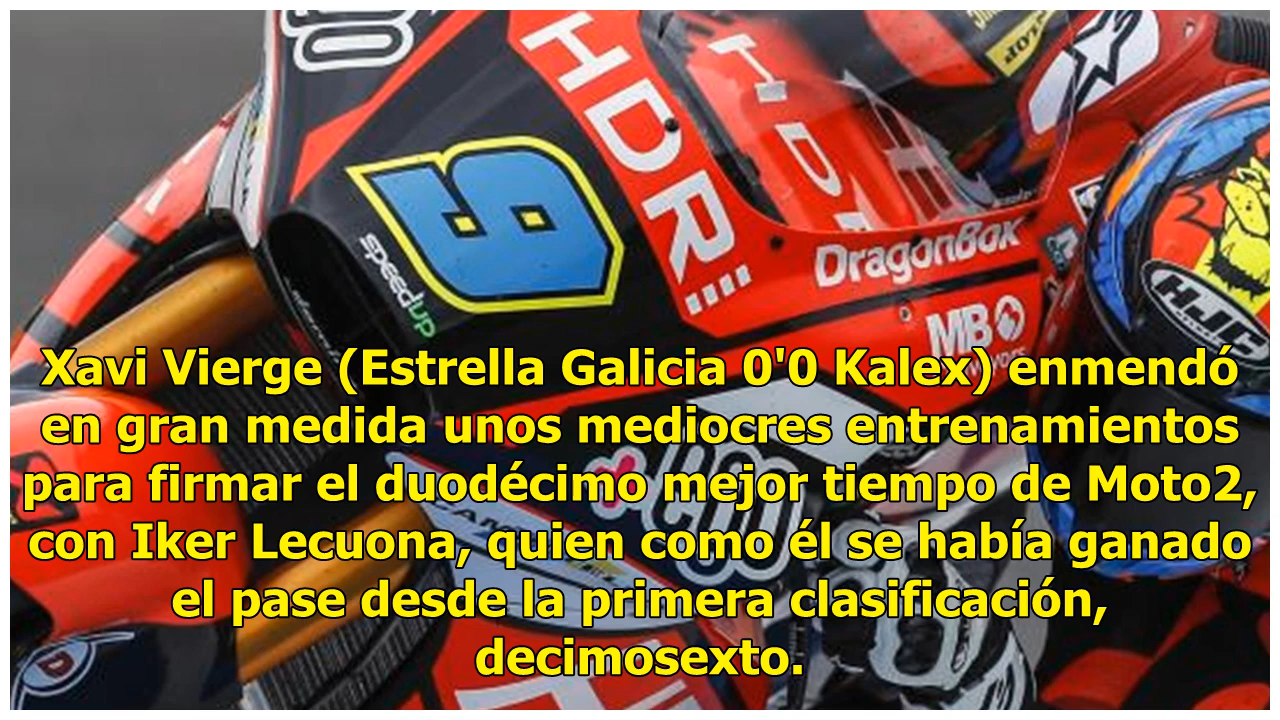 HDR...
9
speedup
DragonBox
MB
HJC
Xavi Vierge (Estrella Galicia 0'0 Kalex) enmendó
en gran medida unos mediocres entrenamientos
para firmar el duodécimo mejor tiempo de Moto2,
con Iker Lecuona, quien como él se había ganado
el pase desde la primera clasificación,
decimosexto.